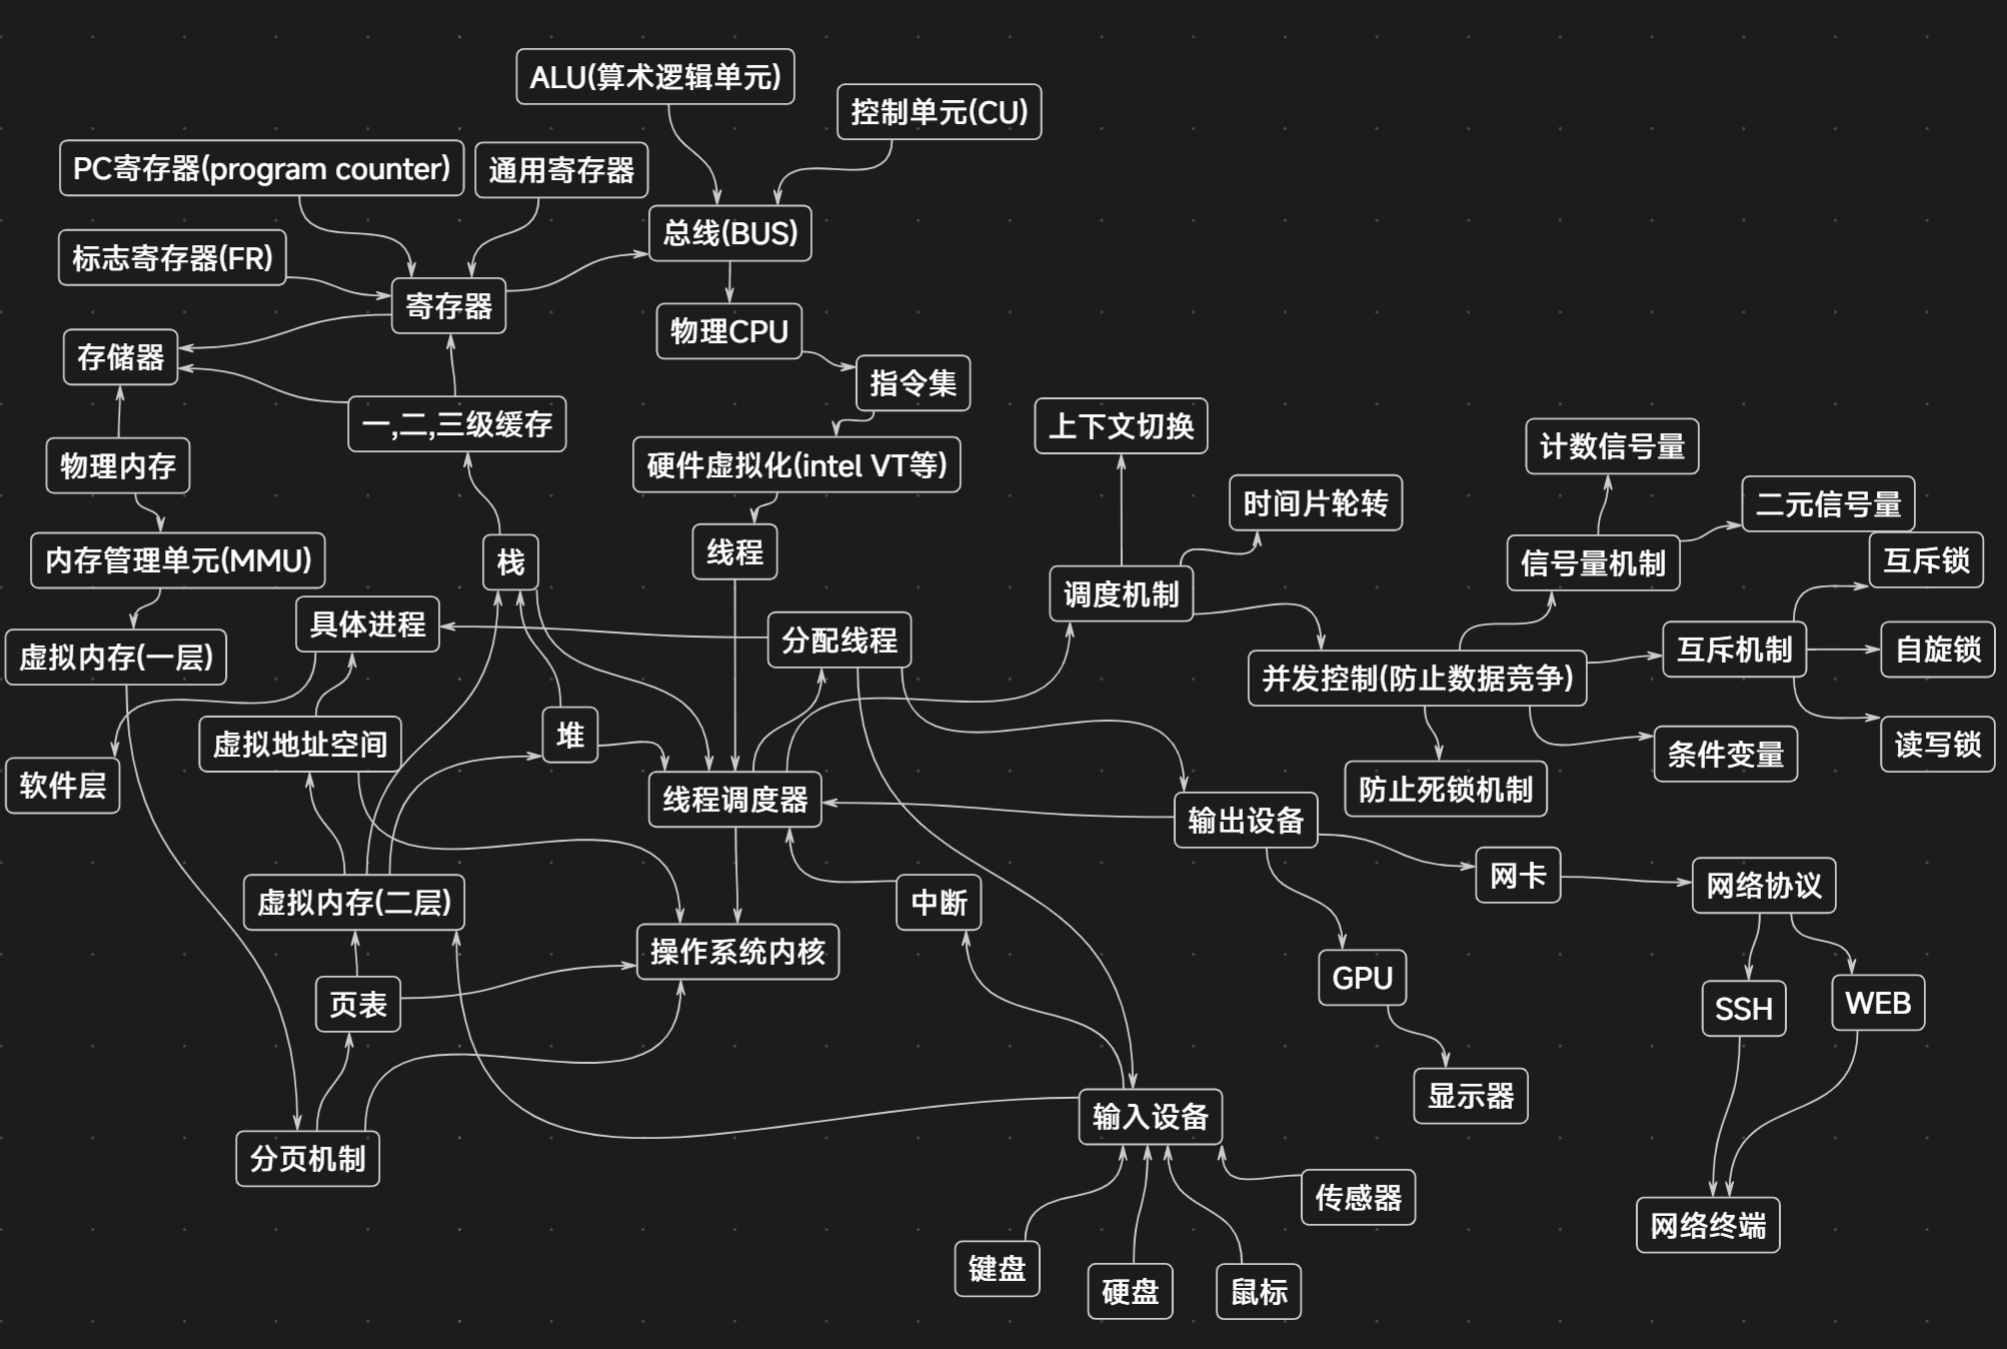 ALU(算术逻辑单元)
控制单元(CU)
PC寄存器(program counter)
通用寄存器
总线(BUS)
标志寄存器(FR)
寄存器
物理CPU
存储器
指令集
一,二,三级缓存
上下文切换
计数信号量
物理内存
硬件虚拟化(intel VT等)
时间片轮转
二元信号量
线程
内存管理单元(MMU)
栈
信号量机制
互斥锁
调度机制
具体进程
分配线程
虚拟内存(一层)
互斥机制
自旋锁
并发控制(防止数据竞争)
堆
虚拟地址空间
条件变量
读写锁
软件层
防止死锁机制
线程调度器
输出设备
网卡
网络协议
虚拟内存(二层)
中断
操作系统内核
GPU
页表
SSH
WEB
显示器
输入设备
分页机制
传感器
网络终端
键盘
硬盘
鼠标